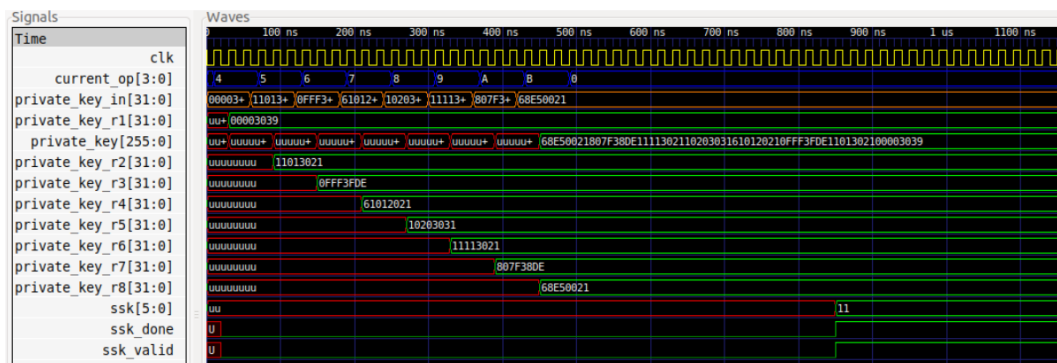 Signals Waves
Time 0 100 ns 200 ns 300 ns 400 ns 500 ns 600 ns 700 ns 800 ns 900 ns 1 us 1100 ns
clk
current_op[3:0] 4 5 6 7 8 9 A B 0
private_key_in[31:0] 00003+ 11013+ 0FFF3+ 61012+ 10203+ 11113+ 807F3+ 68E50021
private_key_r1[31:0] uu+ 00003039
private_key[255:0] uu+ uuuuu+ uuuuu+ uuuuu+ uuuuu+ uuuuu+ uuuuu+ uuuuu+ 68E50021807F38DE1111302110203031610120210FFF3FDE1101302100003039
private_key_r2[31:0] uuuuuuuu 11013021
private_key_r3[31:0] uuuuuuuu 0FFF3FDE
private_key_r4[31:0] uuuuuuuu 61012021
private_key_r5[31:0] uuuuuuuu 10203031
private_key_r6[31:0] uuuuuuuu 11113021
private_key_r7[31:0] uuuuuuuu 807F38DE
private_key_r8[31:0] uuuuuuuu 68E50021
ssk[5:0] uu 11
ssk_done U
ssk_valid U